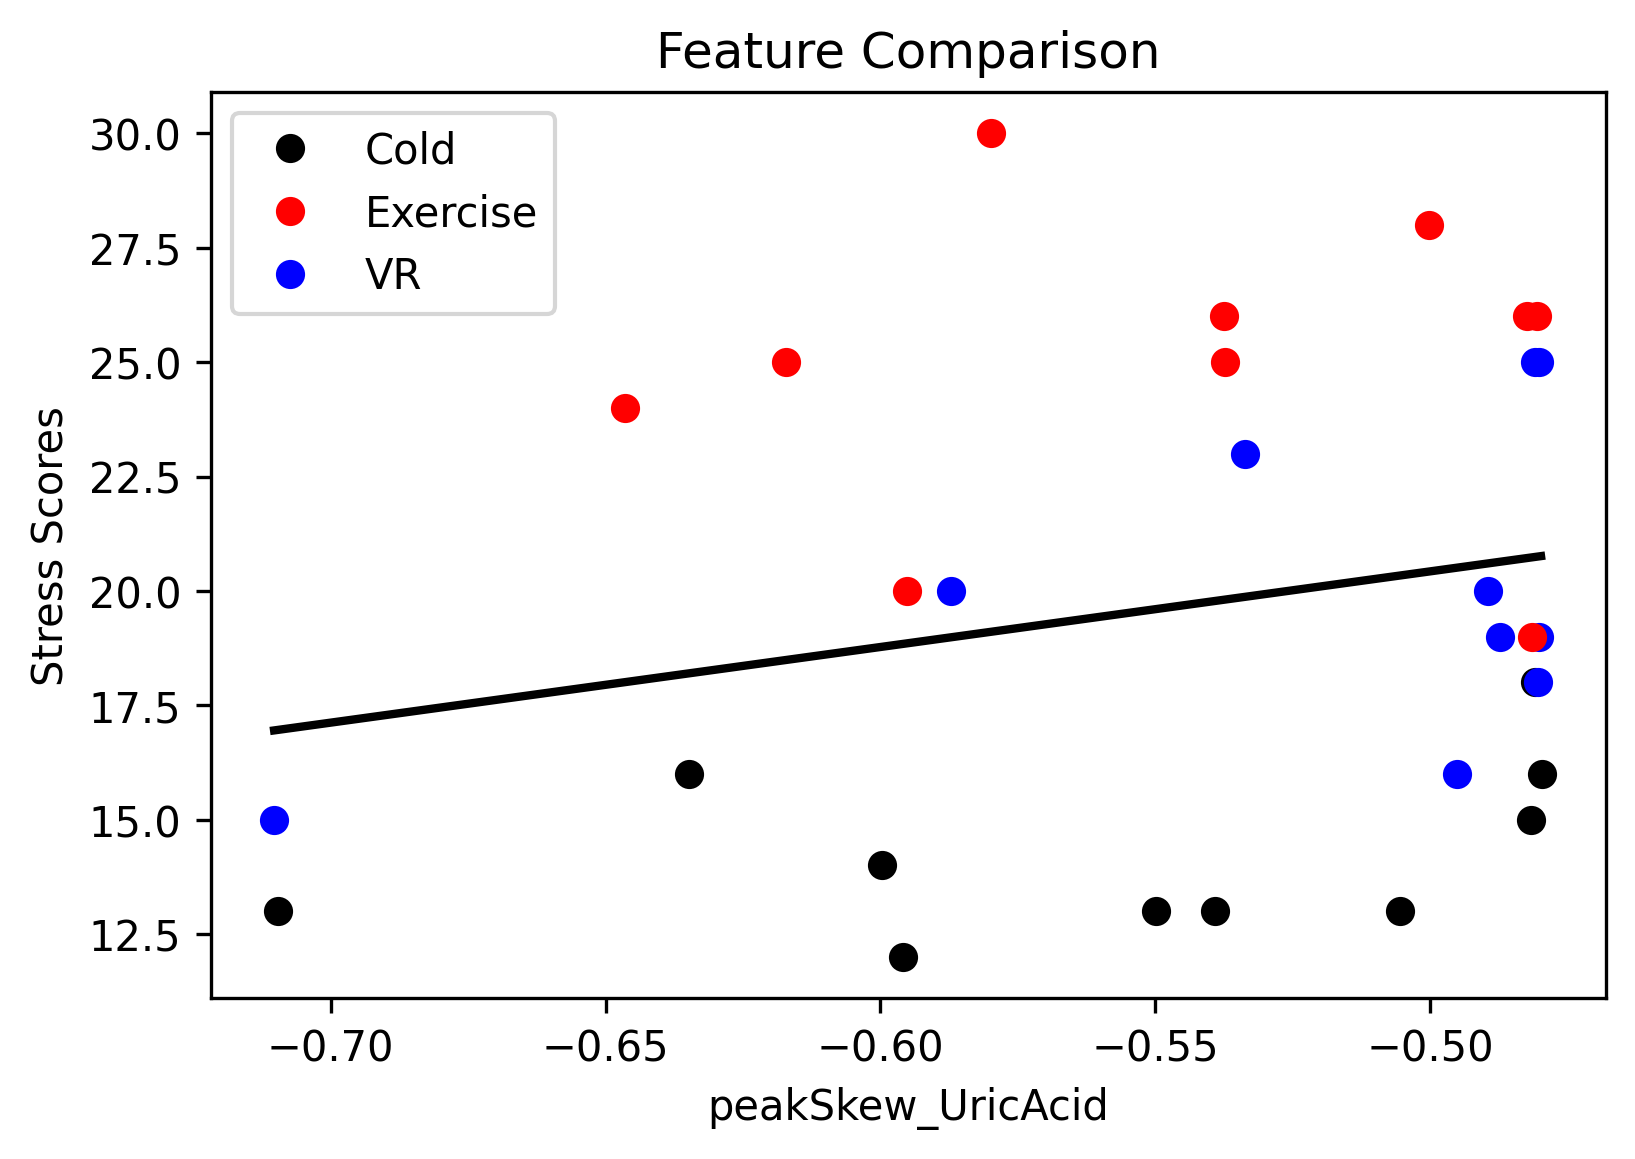 Feature Comparison
Cold
Exercise
VR
30.0
27.5
25.0
22.5
20.0
17.5
15.0
12.5
Stress Scores
−0.70
−0.65
−0.60
−0.55
−0.50
peakSkew_UricAcid